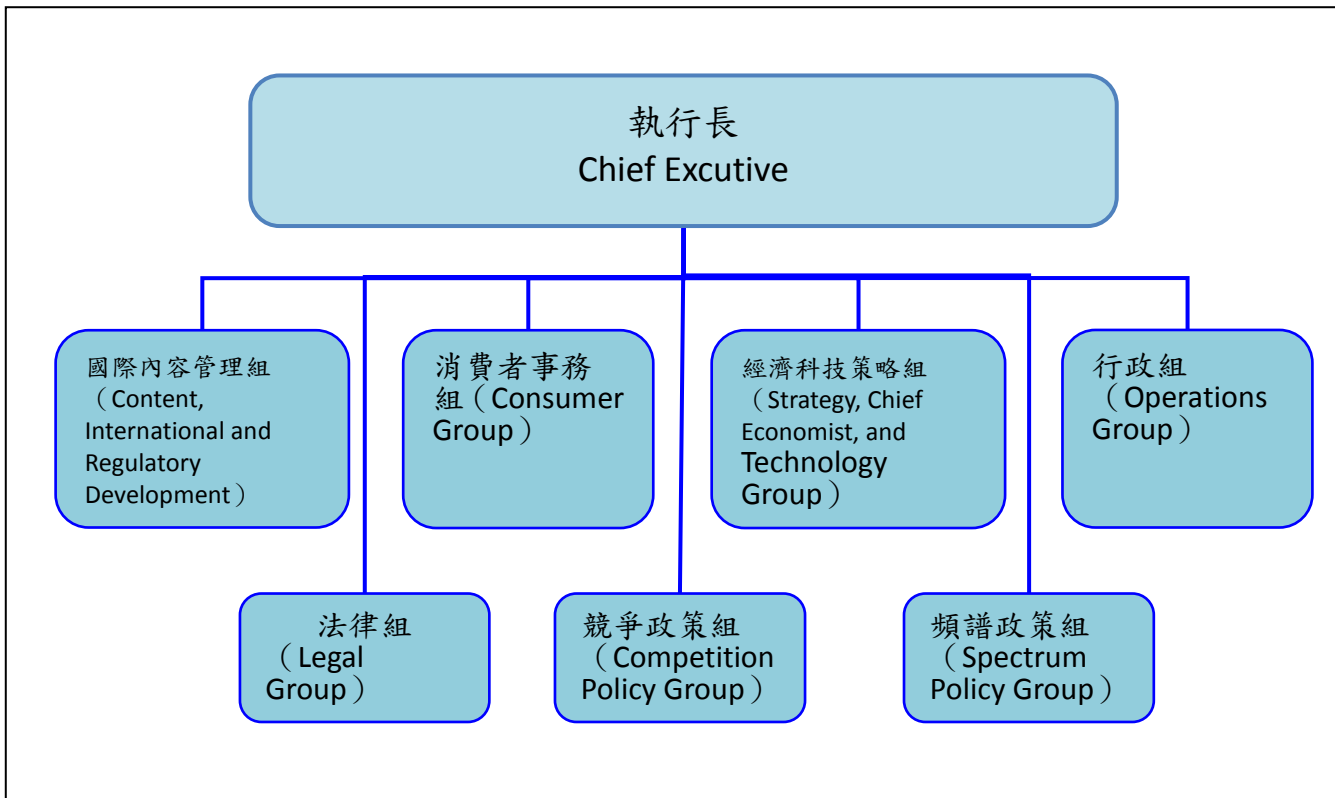 執行長
Chief Excutive
國際內容管理組
（Content,
International and
Regulatory
Development）
消費者事務
組（Consumer
Group）
經濟科技策略組
（Strategy, Chief
Economist, and
Technology
Group）
行政組
（Operations
Group）
法律組
（Legal
Group）
競爭政策組
（Competition
Policy Group）
頻譜政策組
（Spectrum
Policy Group）